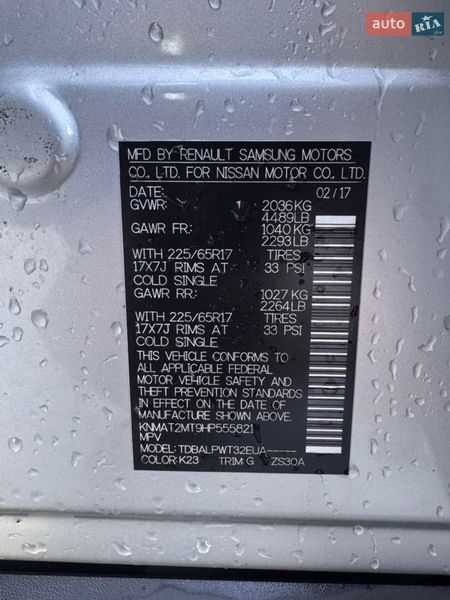 auto RIA
MFD BY RENAULT SAMSUNG MOTORS
CO., LTD. FOR NISSAN MOTOR CO., LTD.
DATE: 02/17
GVWR: 2036KG
4489LB
GAWR FR: 1040 KG
2293LB
WITH 225/65R17 TIRES
17X7J RIMS AT 33 PSI
COLD SINGLE
GAWR RR: 1027 KG
2264LB
WITH 225/65R17 TIRES
17X7J RIMS AT 33 PSI
COLD SINGLE
THIS VEHICLE CONFORMS TO
ALL APPLICABLE FEDERAL
MOTOR VEHICLE SAFETY AND
THEFT PREVENTION STANDARDS
IN EFFECT ON THE DATE OF
MANUFACTURE SHOWN ABOVE.
KNMAT2MT9HP555821
MPV
MODEL: TDBALPWT32EUA-----
COLOR:K23 TRIM:G ZS30A